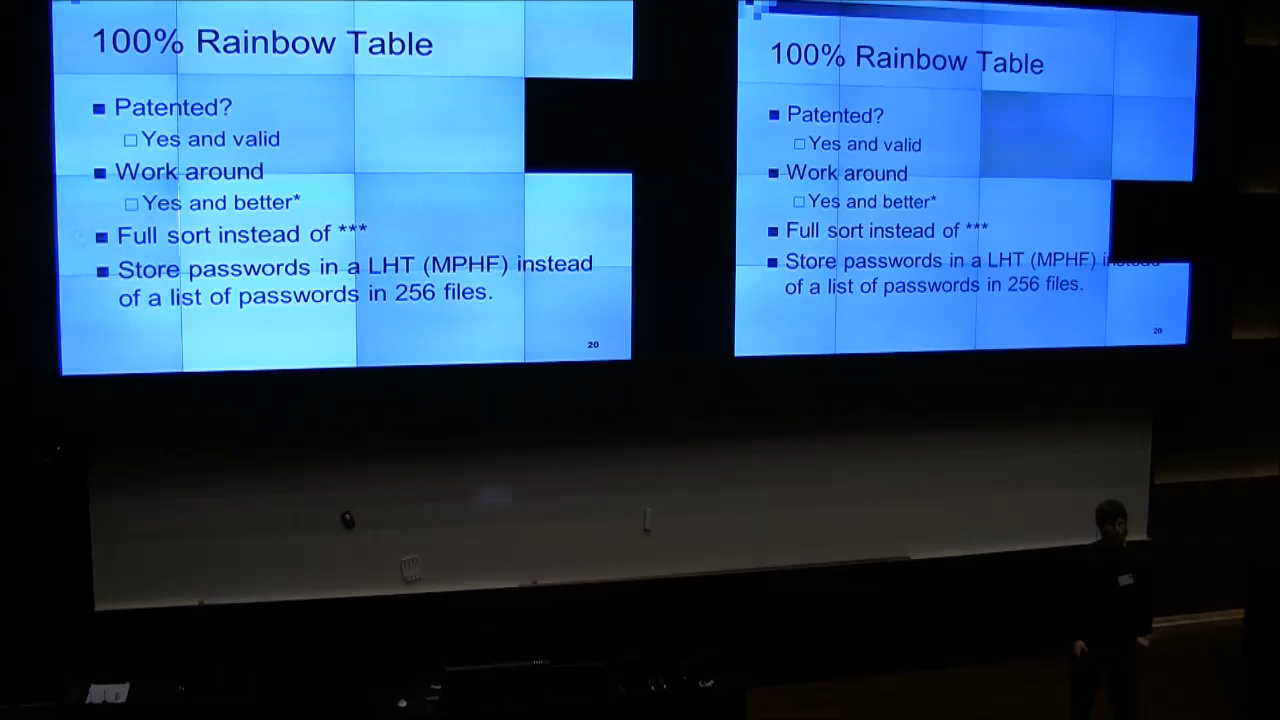 100% Rainbow Table
Patented?
Yes and valid
Work around
Yes and better*
Full sort instead of ***
Store passwords in a LHT (MPHF) instead
of a list of passwords in 256 files.
20
100% Rainbow Table
Patented?
Yes and valid
Work around
Yes and better*
Full sort instead of ***
Store passwords in a LHT (MPHF) instead
of a list of passwords in 256 files.
20